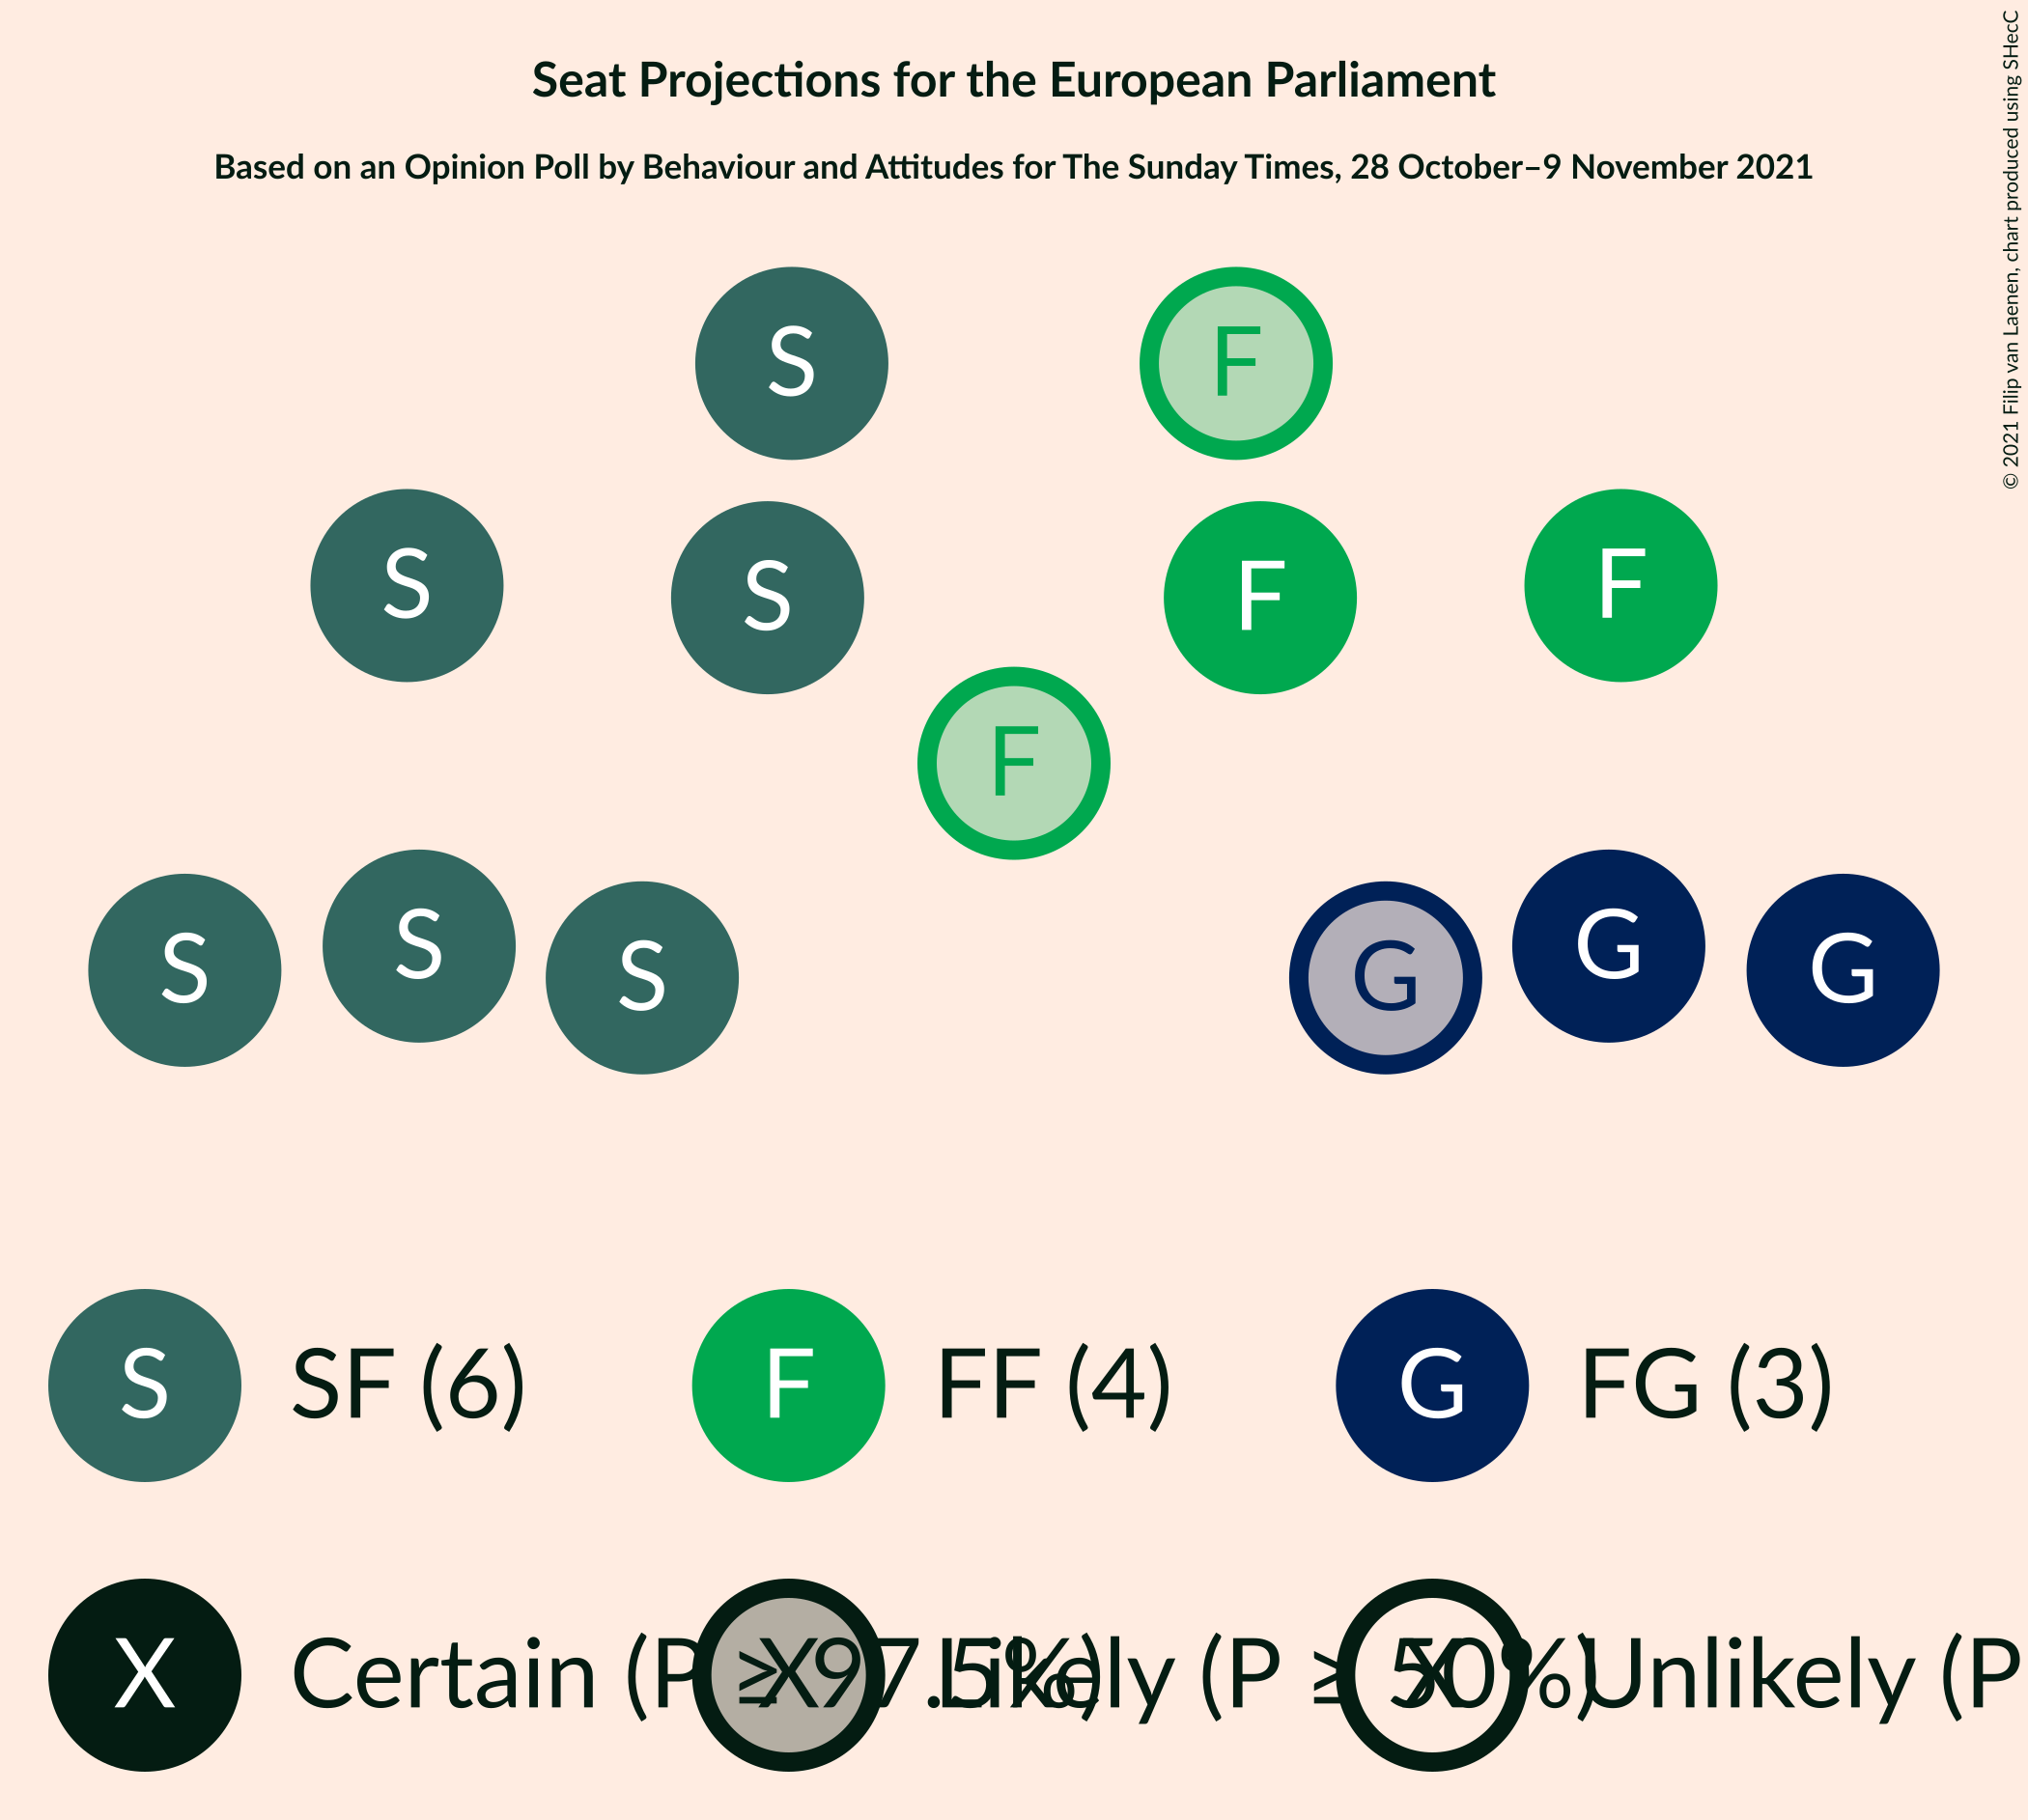 Seat Projections for the European Parliament
Based on an Opinion Poll by Behaviour and Attitudes for The Sunday Times, 28 October–9 November 2021
© 2021 Filip van Laenen, chart produced using SHecC
S F
S S F F
F
S S S G G G
S SF (6) F FF (4) G FG (3)
X Certain (P ≥ 97.5%) X Likely (P ≥ 50%) X Unlikely (P